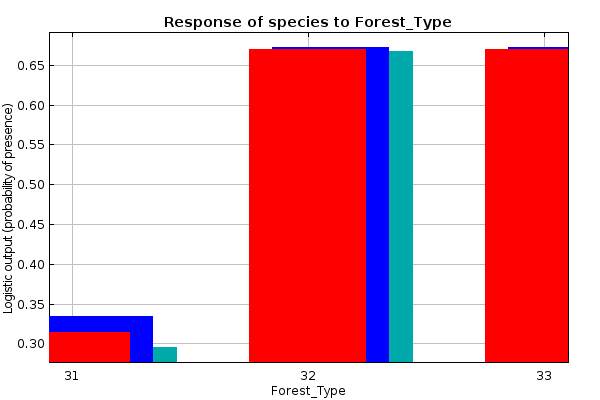 Response of species to Forest_Type
Logistic output (probability of presence)
0.65
0.60
0.55
0.50
0.45
0.40
0.35
0.30
31 32 33
Forest_Type